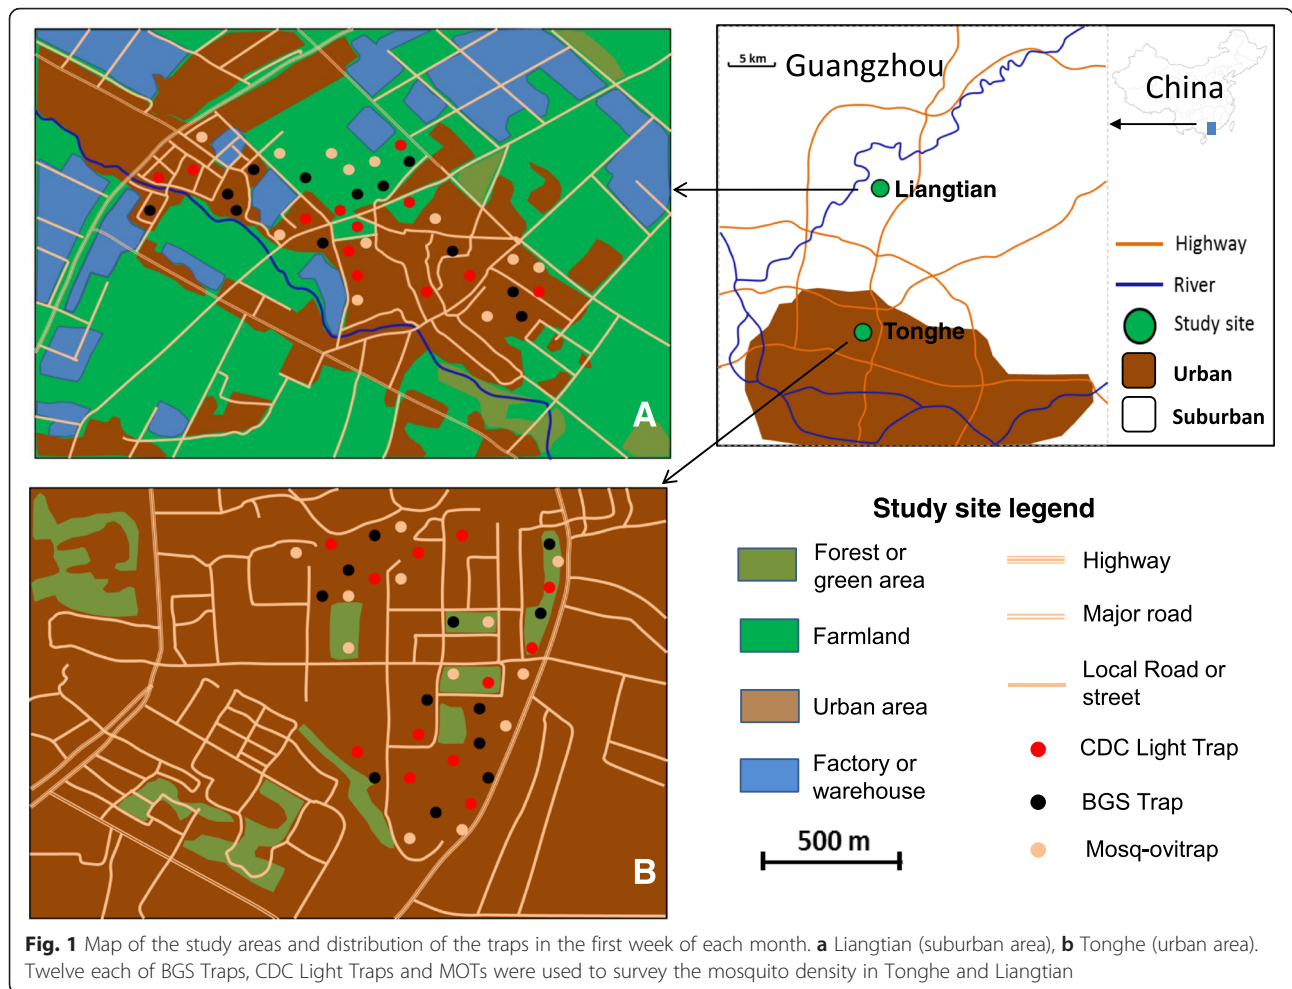 A
5 km
Guangzhou
China
Liangtian
Highway
River
Tonghe
Study site
Urban
Suburban
B
Study site legend
Forest or
green area
Farmland
Urban area
Factory or
warehouse
500 m
Highway
Major road
Local Road or
street
CDC Light Trap
BGS Trap
Mosq-ovitrap
Fig. 1 Map of the study areas and distribution of the traps in the first week of each month. a Liangtian (suburban area), b Tonghe (urban area).
Twelve each of BGS Traps, CDC Light Traps and MOTs were used to survey the mosquito density in Tonghe and Liangtian